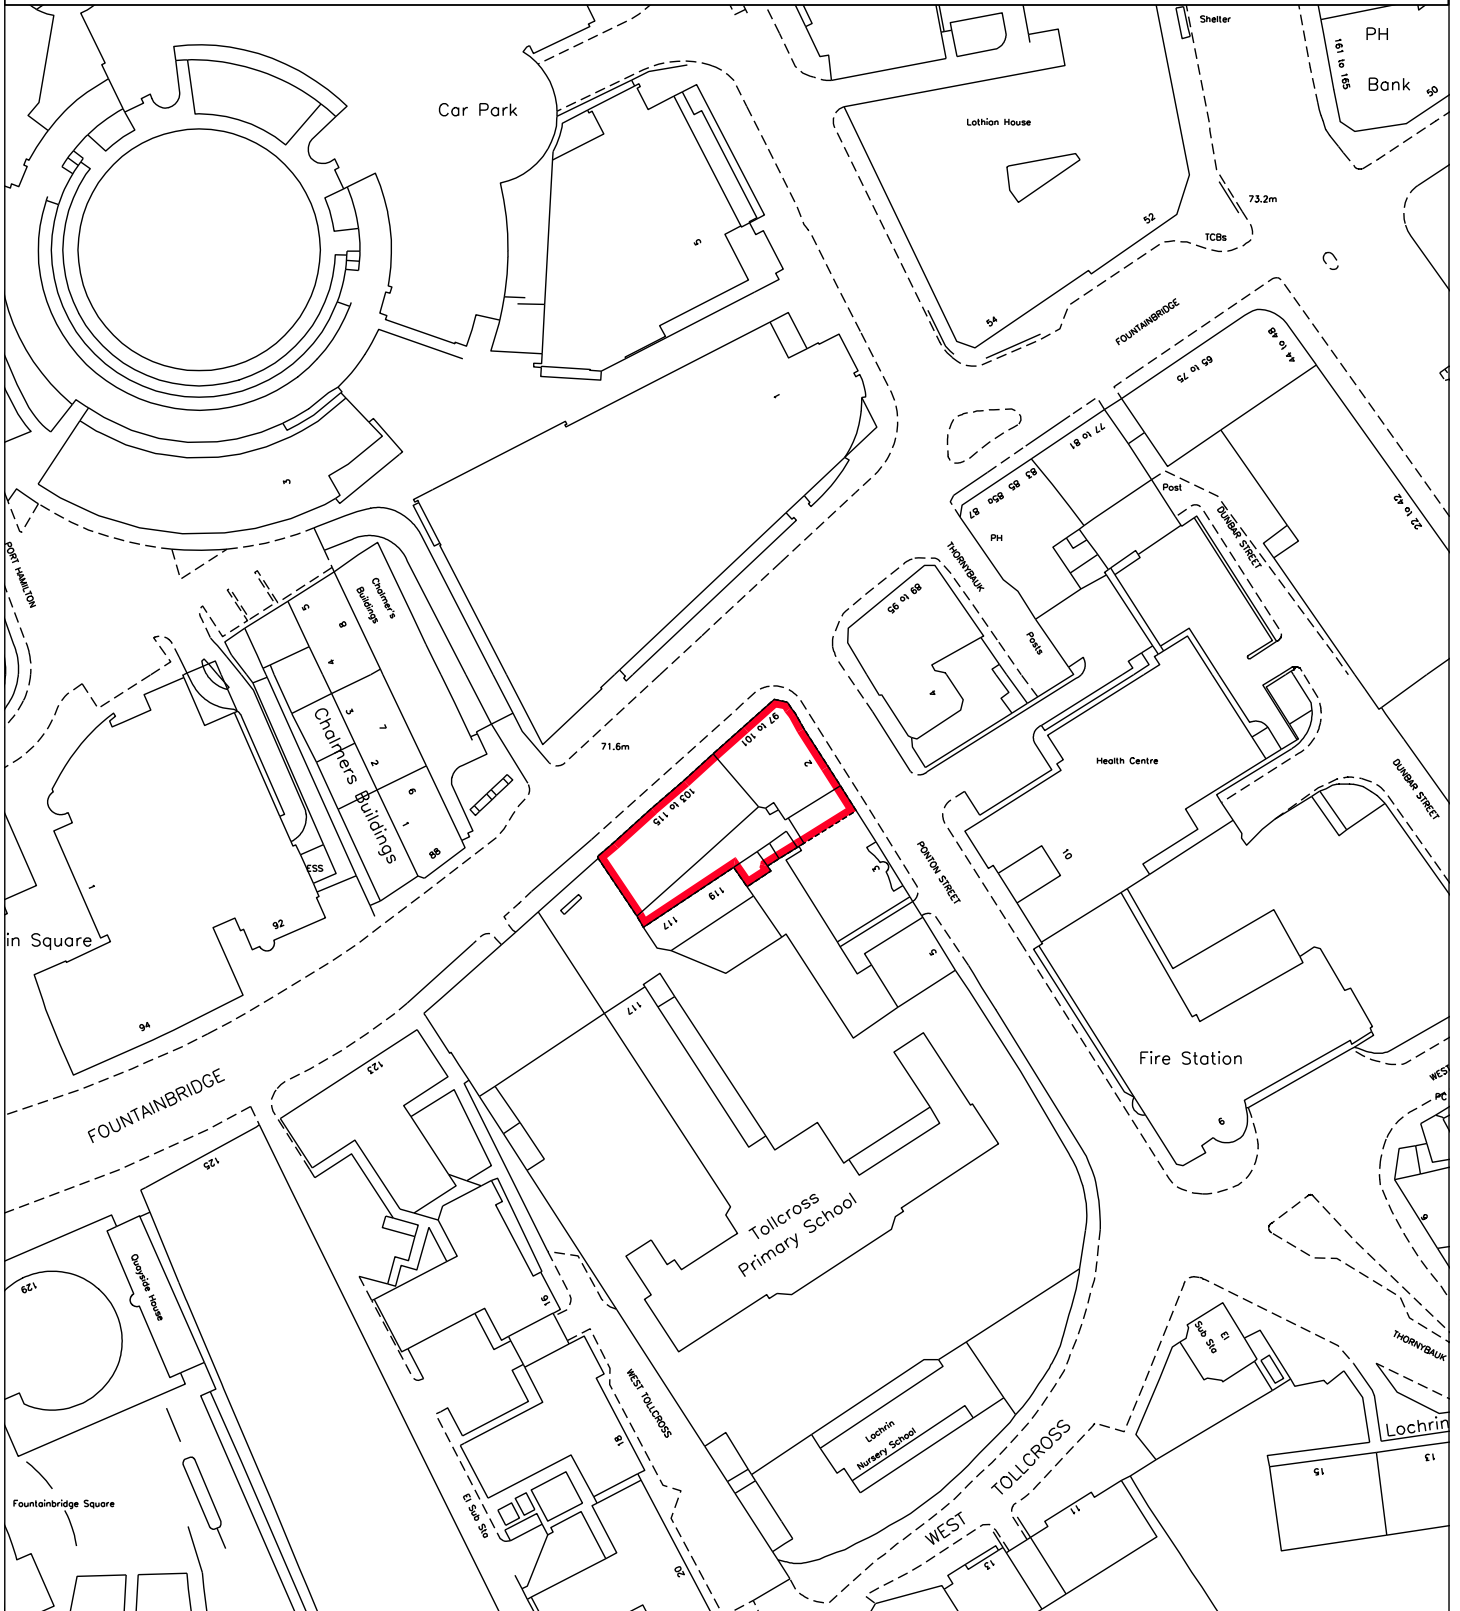 Shelter
PH
161 to 165
Bank
50
Car Park
Lothian House
73.2m
52
TCBs
5
54
FOUNTAINBRIDGE
65 to 75
44 to 48
1
77 to 81
3
83
85
85a
87
Post
22 to 42
DUNBAR STREET
PH
THORNYBAUK
PORT HAMILTON
Chalmer's
Buildings
5
8
89 to 95
Posts
4
4
3
7
Chalmers Buildings
97 to 101
71.6m
2
2
Health Centre
DUNBAR STREET
6
103 to 115
1
88
10
ESS
PONTON STREET
3
1
119
117
92
in Square
5
94
117
Fire Station
123
FOUNTAINBRIDGE
WEST
PC
9
125
Tollcross
Primary School
6
Quayside House
129
16
El
Sub Sta
THORNYBAUK
WEST TOLLCROSS
Lochrin
Nursery School
Lochrin
18
TOLLCROSS
WEST
15
13
Fountainbridge Square
El Sub Sta
11
13
20